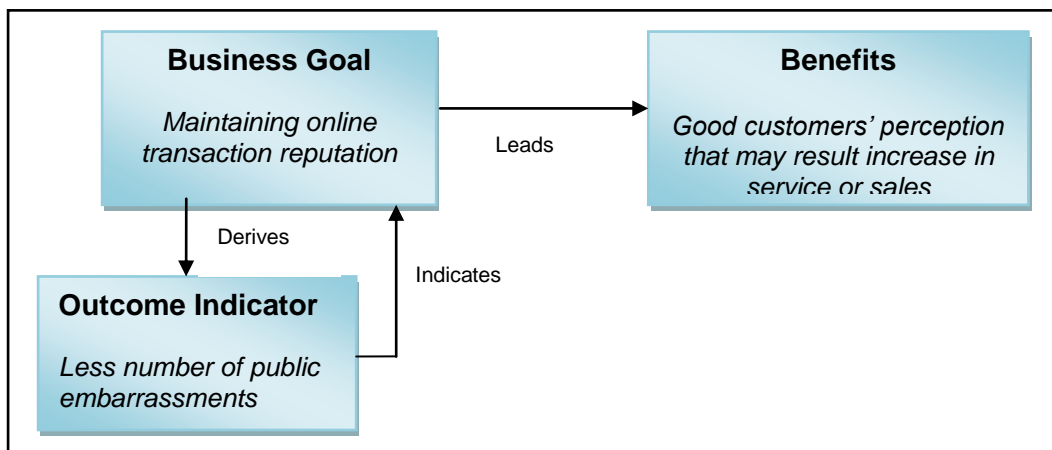 Business Goal
Maintaining online
transaction reputation
Leads
Benefits
Good customers’ perception
that may result increase in
service or sales
Derives
Indicates
Outcome Indicator
Less number of public
embarrassments